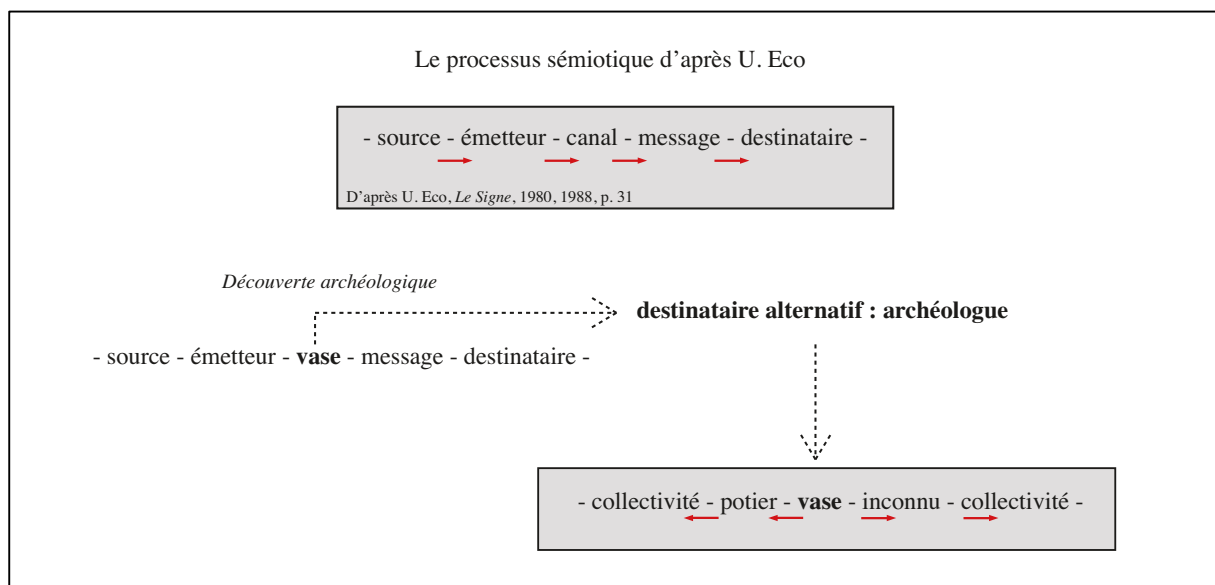 Le processus sémiotique d'après U. Eco
- source - émetteur - canal - message - destinataire -
D'après U. Eco, Le Signe, 1980, 1988, p. 31
Découverte archéologique
destinataire alternatif : archéologue
- source - émetteur - vase - message - destinataire -
- collectivité - potier - vase - inconnu - collectivité -